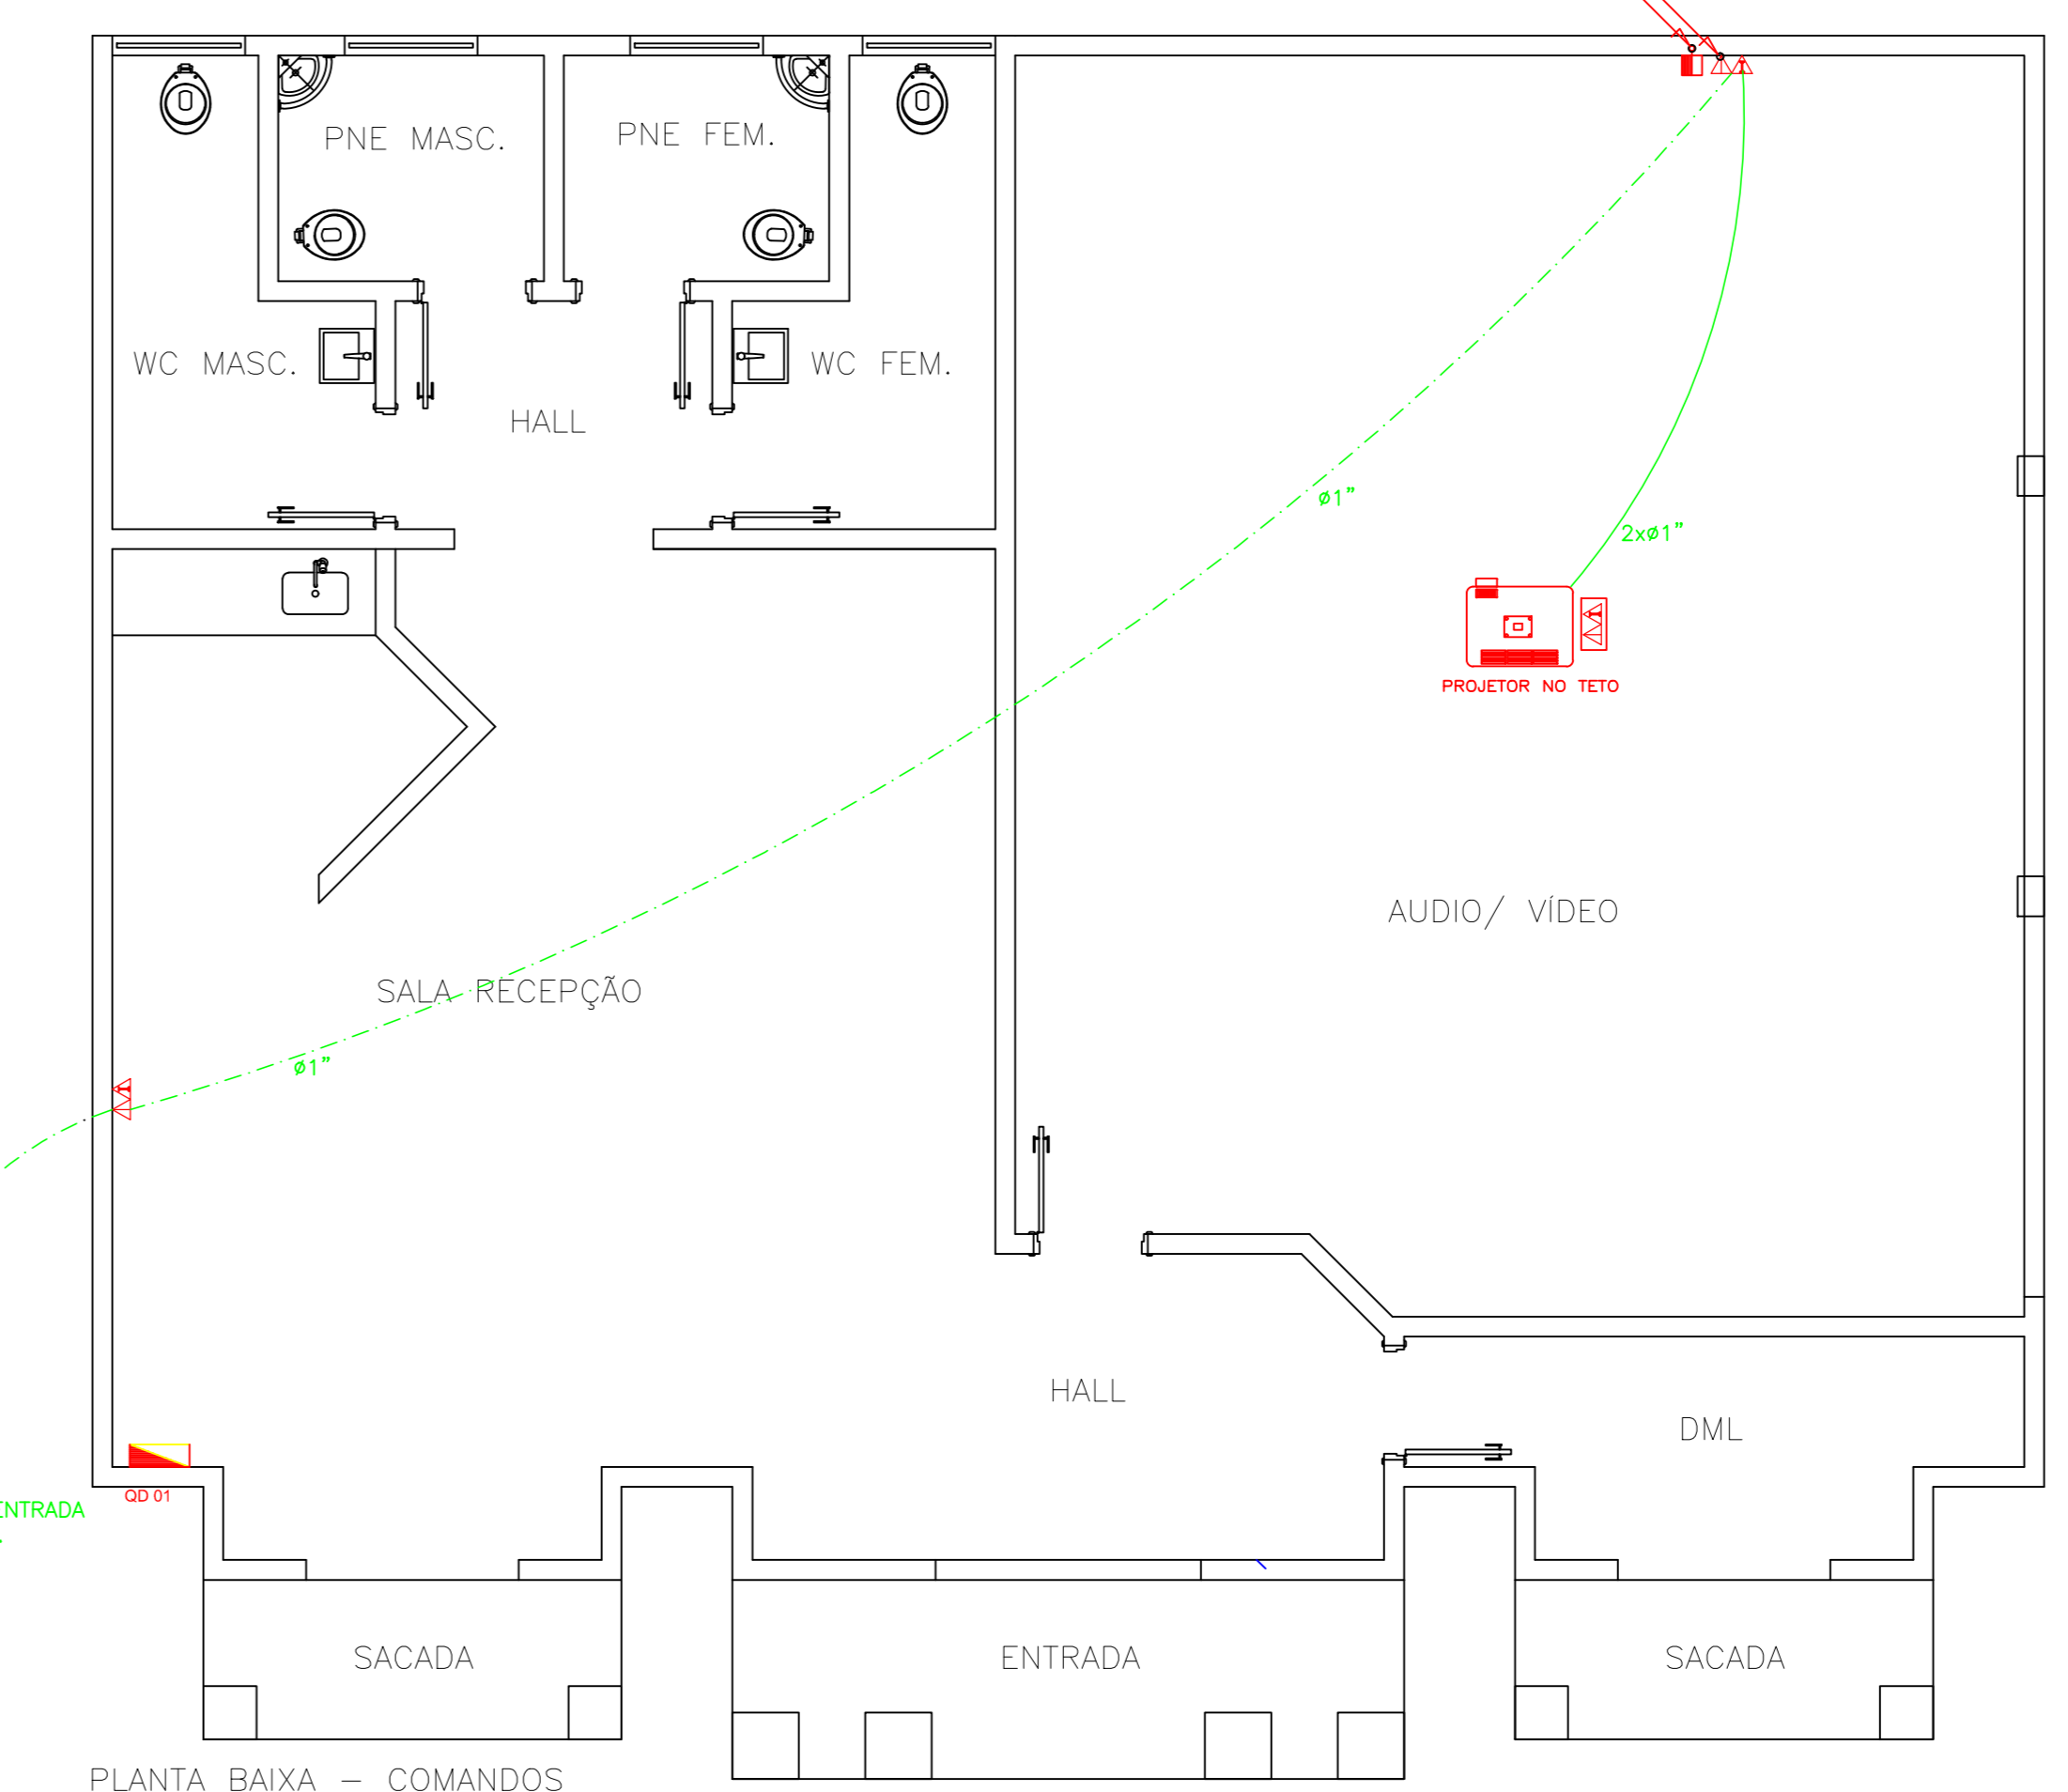 PNE MASC.
PNE FEM.
WC MASC.
WC FEM.
HALL
ø1"
2xø1"
PROJETOR NO TETO
AUDIO/ VÍDEO
SALA RECEPÇÃO
ø1"
HALL
DML
QD 01
ENTRADA
SACADA
ENTRADA
SACADA
PLANTA BAIXA – COMANDOS